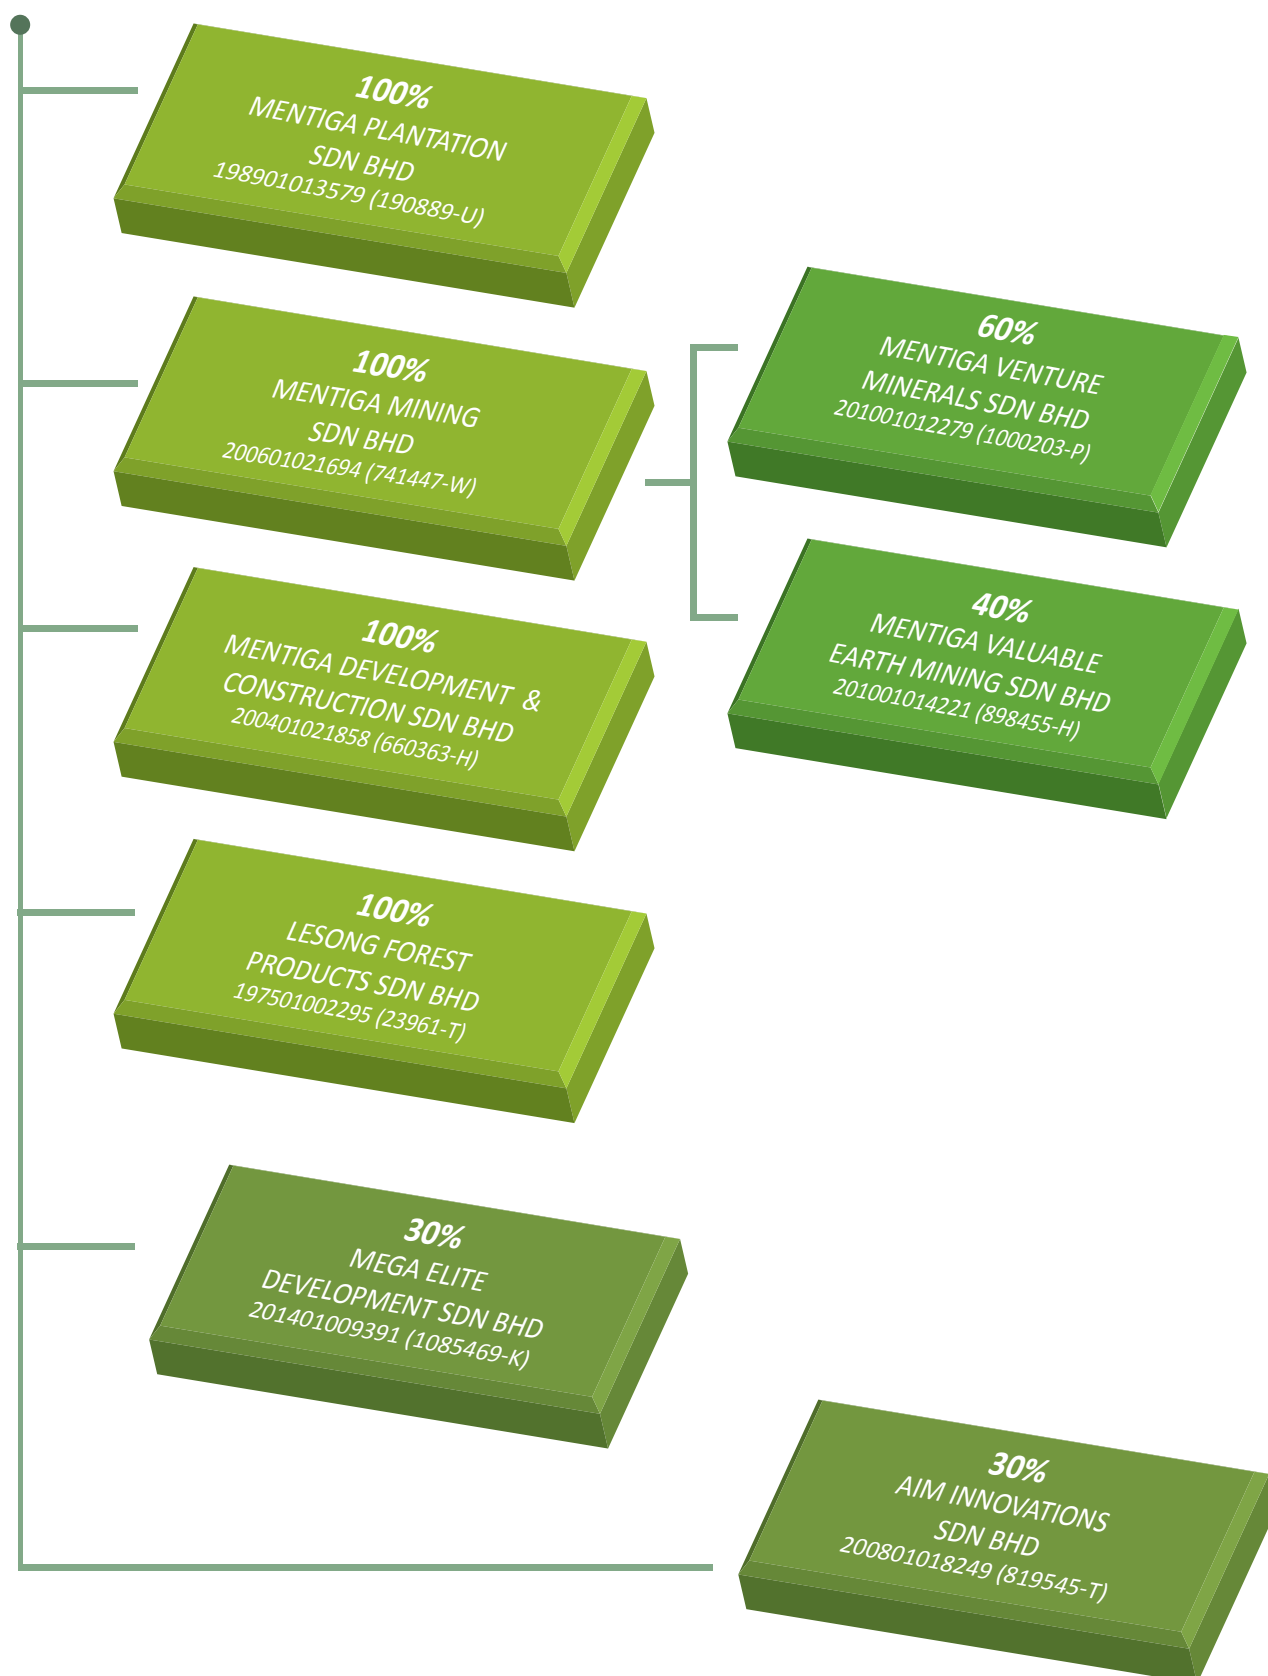 100%
MENTIGA PLANTATION
SDN BHD
198901013579 (190889-U)
100%
MENTIGA MINING
SDN BHD
200601021694 (741447-W)
60%
MENTIGA VENTURE
MINERALS SDN BHD
201001012279 (1000203-P)
40%
MENTIGA VALUABLE
EARTH MINING SDN BHD
201001014221 (898455-H)
100%
MENTIGA DEVELOPMENT &
CONSTRUCTION SDN BHD
200401021858 (660363-H)
100%
LESONG FOREST
PRODUCTS SDN BHD
197501002295 (23961-T)
30%
MEGA ELITE
DEVELOPMENT SDN BHD
201401009391 (1085469-K)
30%
AIM INNOVATIONS
SDN BHD
200801018249 (819545-T)